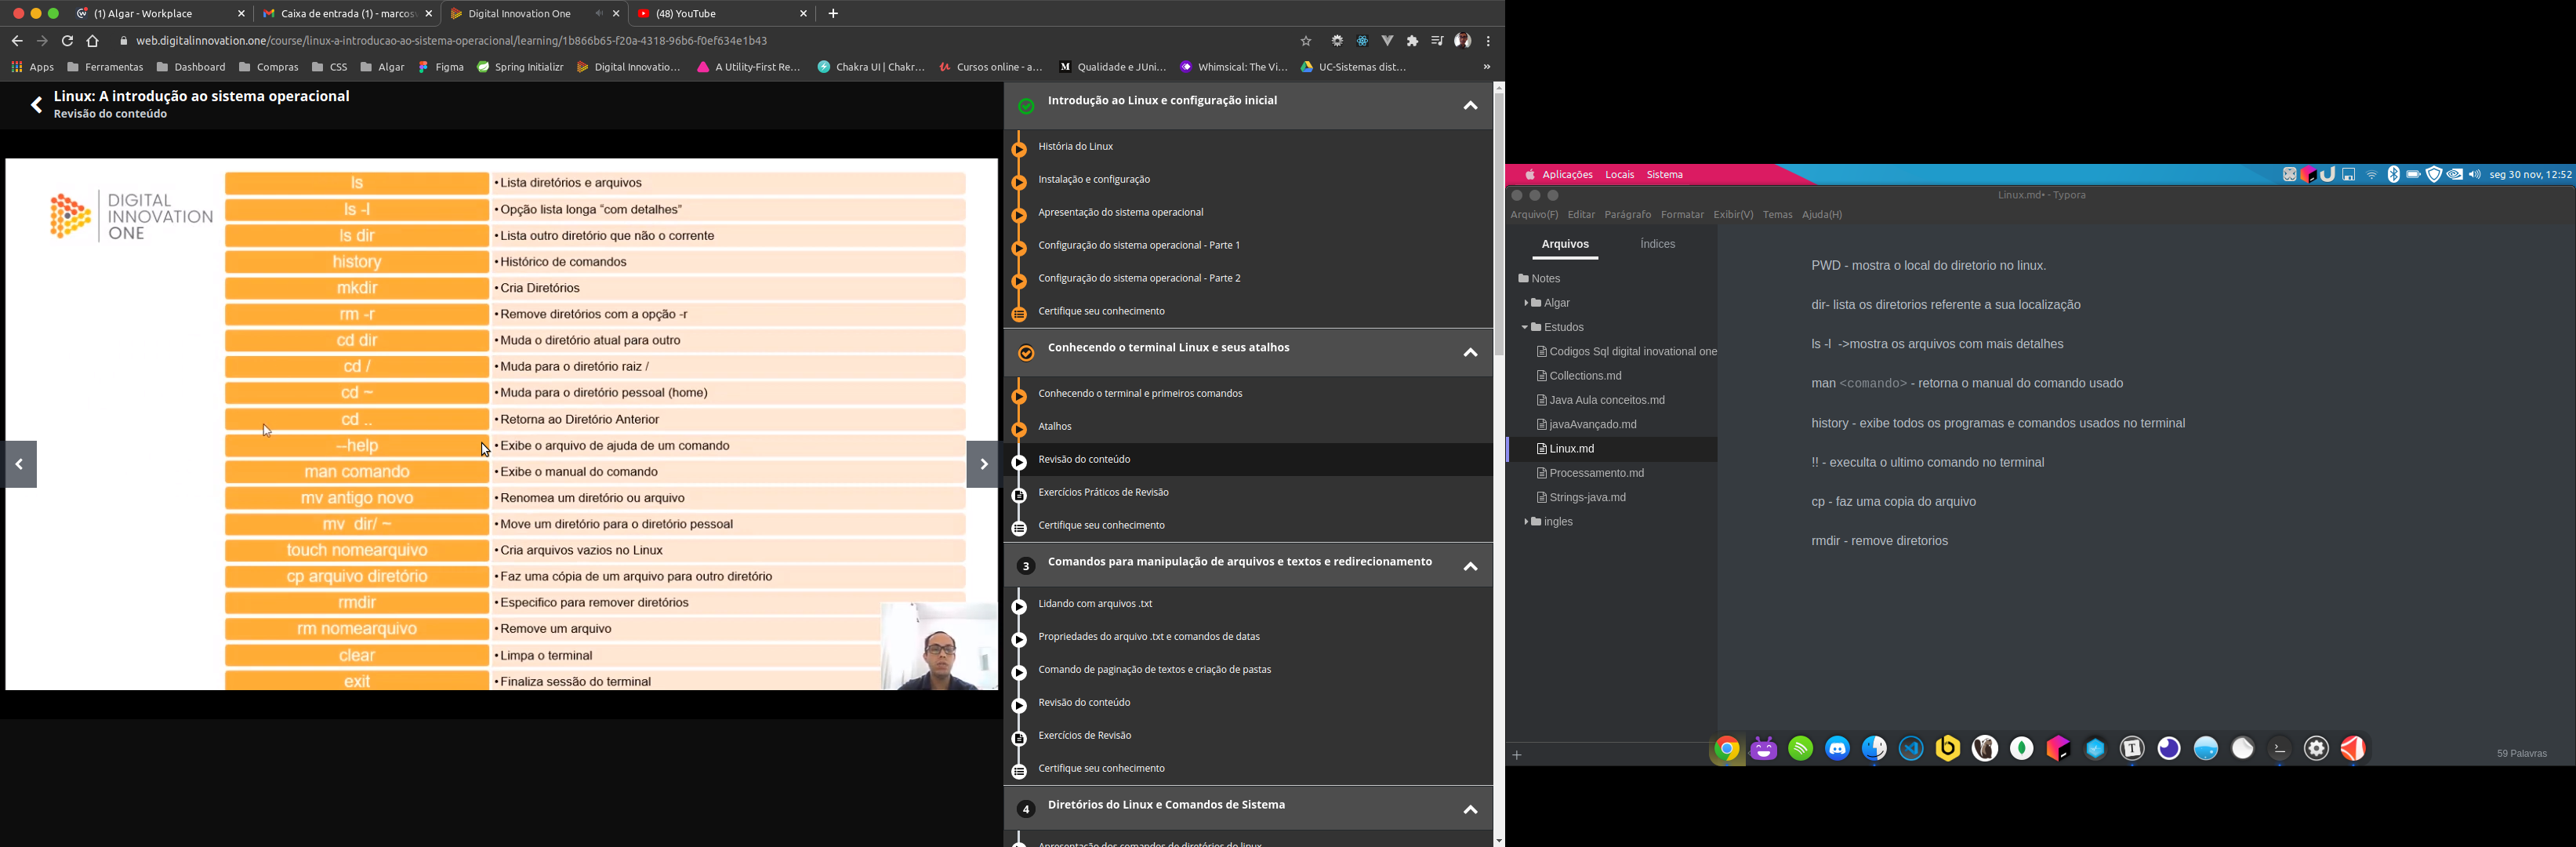 (1) Algar - Workplace
Caixa de entrada (1) - marcos
Digital Innovation One
(48) YouTube
web.digitalinnovation.one/course/linux-a-introducao-ao-sistema-operacional/learning/1b866b65-f20a-4318-96b6-f0ef634e1b43
Apps
Ferramentas
Dashboard
Compras
CSS
Algar
Figma
Spring Initializr
Digital Innovatio...
A Utility-First Re...
Chakra UI | Chakr...
Cursos online - a...
Qualidade e JUni...
Whimsical: The Vi...
UC-Sistemas dist...
»
Linux: A introdução ao sistema operacional
Revisão do conteúdo
DIGITAL
INNOVATION
ONE
ls • Lista diretórios e arquivos
ls -l • Opção lista longa "com detalhes"
ls dir • Lista outro diretório que não o corrente
history • Histórico de comandos
mkdir • Cria Diretórios
rm -r • Remove diretórios com a opção -r
cd dir • Muda o diretório atual para outro
cd / • Muda para o diretório raiz /
cd ~ • Muda para o diretório pessoal (home)
cd .. • Retorna ao Diretório Anterior
--help • Exibe o arquivo de ajuda de um comando
man comando • Exibe o manual do comando
mv antigo novo • Renomea um diretório ou arquivo
mv dir/ ~ • Move um diretório para o diretório pessoal
touch nomearquivo • Cria arquivos vazios no Linux
cp arquivo diretório • Faz uma cópia de um arquivo para outro diretório
rmdir • Especifico para remover diretórios
rm nomearquivo • Remove um arquivo
clear • Limpa o terminal
exit • Finaliza sessão do terminal
Introdução ao Linux e configuração inicial
História do Linux
Instalação e configuração
Apresentação do sistema operacional
Configuração do sistema operacional - Parte 1
Configuração do sistema operacional - Parte 2
Certifique seu conhecimento
Conhecendo o terminal Linux e seus atalhos
Conhecendo o terminal e primeiros comandos
Atalhos
Revisão do conteúdo
Exercícios Práticos de Revisão
Certifique seu conhecimento
3 Comandos para manipulação de arquivos e textos e redirecionamento
Lidando com arquivos .txt
Propriedades do arquivo .txt e comandos de datas
Comando de paginação de textos e criação de pastas
Revisão do conteúdo
Exercícios de Revisão
Certifique seu conhecimento
4 Diretórios do Linux e Comandos de Sistema
Apresentação dos comandos de diretórios do linux
Aplicações Locais Sistema
seg 30 nov, 12:52
Linux.md• - Typora
Arquivo(F) Editar Parágrafo Formatar Exibir(V) Temas Ajuda(H)
Arquivos
Índices
Notes
Algar
Estudos
Codigos Sql digital inovational one
Collections.md
Java Aula conceitos.md
javaAvançado.md
Linux.md
Processamento.md
Strings-java.md
ingles
PWD - mostra o local do diretorio no linux.
dir- lista os diretorios referente a sua localização
ls -l ->mostra os arquivos com mais detalhes
man <comando> - retorna o manual do comando usado
history - exibe todos os programas e comandos usados no terminal
!! - execulta o ultimo comando no terminal
cp - faz uma copia do arquivo
rmdir - remove diretorios
+
59 Palavras